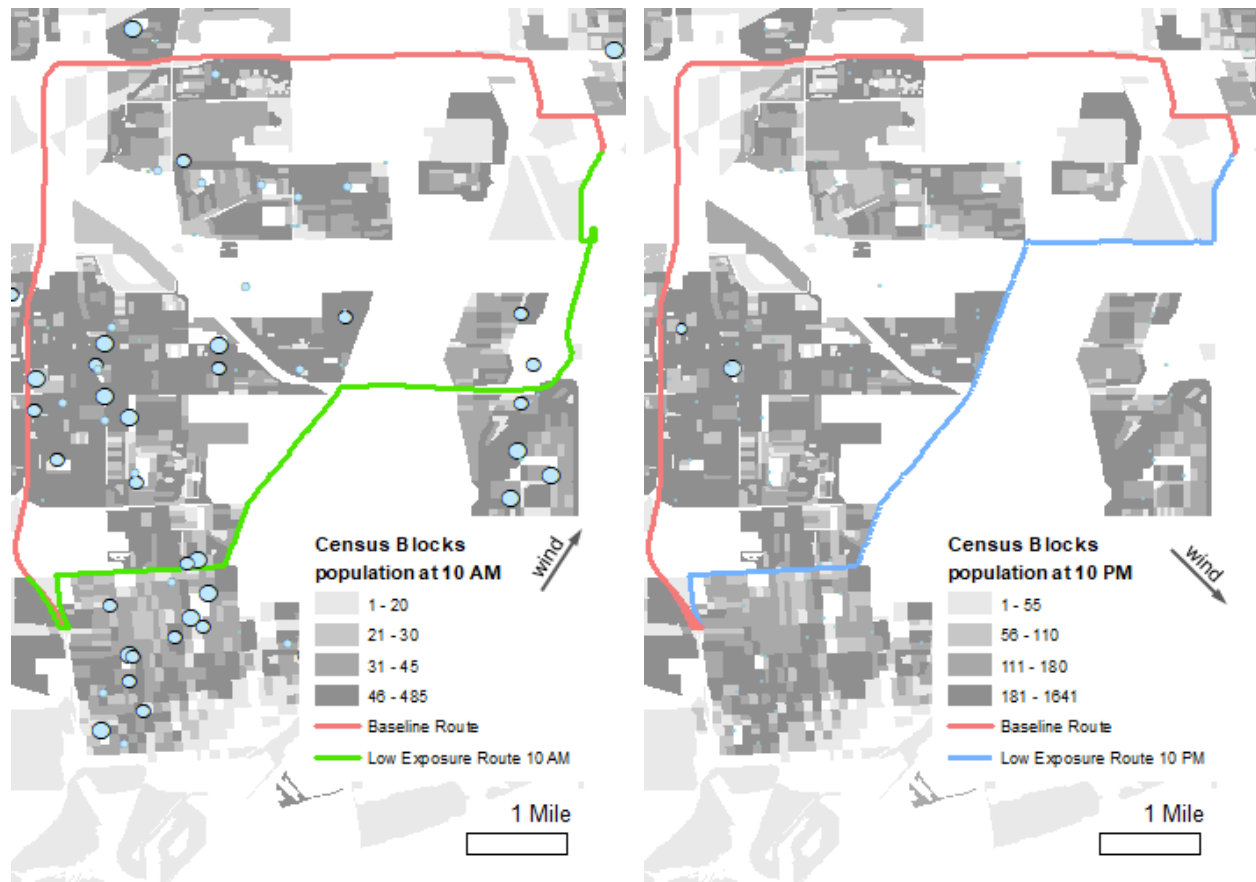 Census Blocks
population at 10 AM
wind
1 - 20
21 - 30
31 - 45
46 - 485
Baseline Route
Low Exposure Route 10 AM
1 Mile
Census Blocks
population at 10 PM
wind
1 - 55
56 - 110
111 - 180
181 - 1641
Baseline Route
Low Exposure Route 10 PM
1 Mile